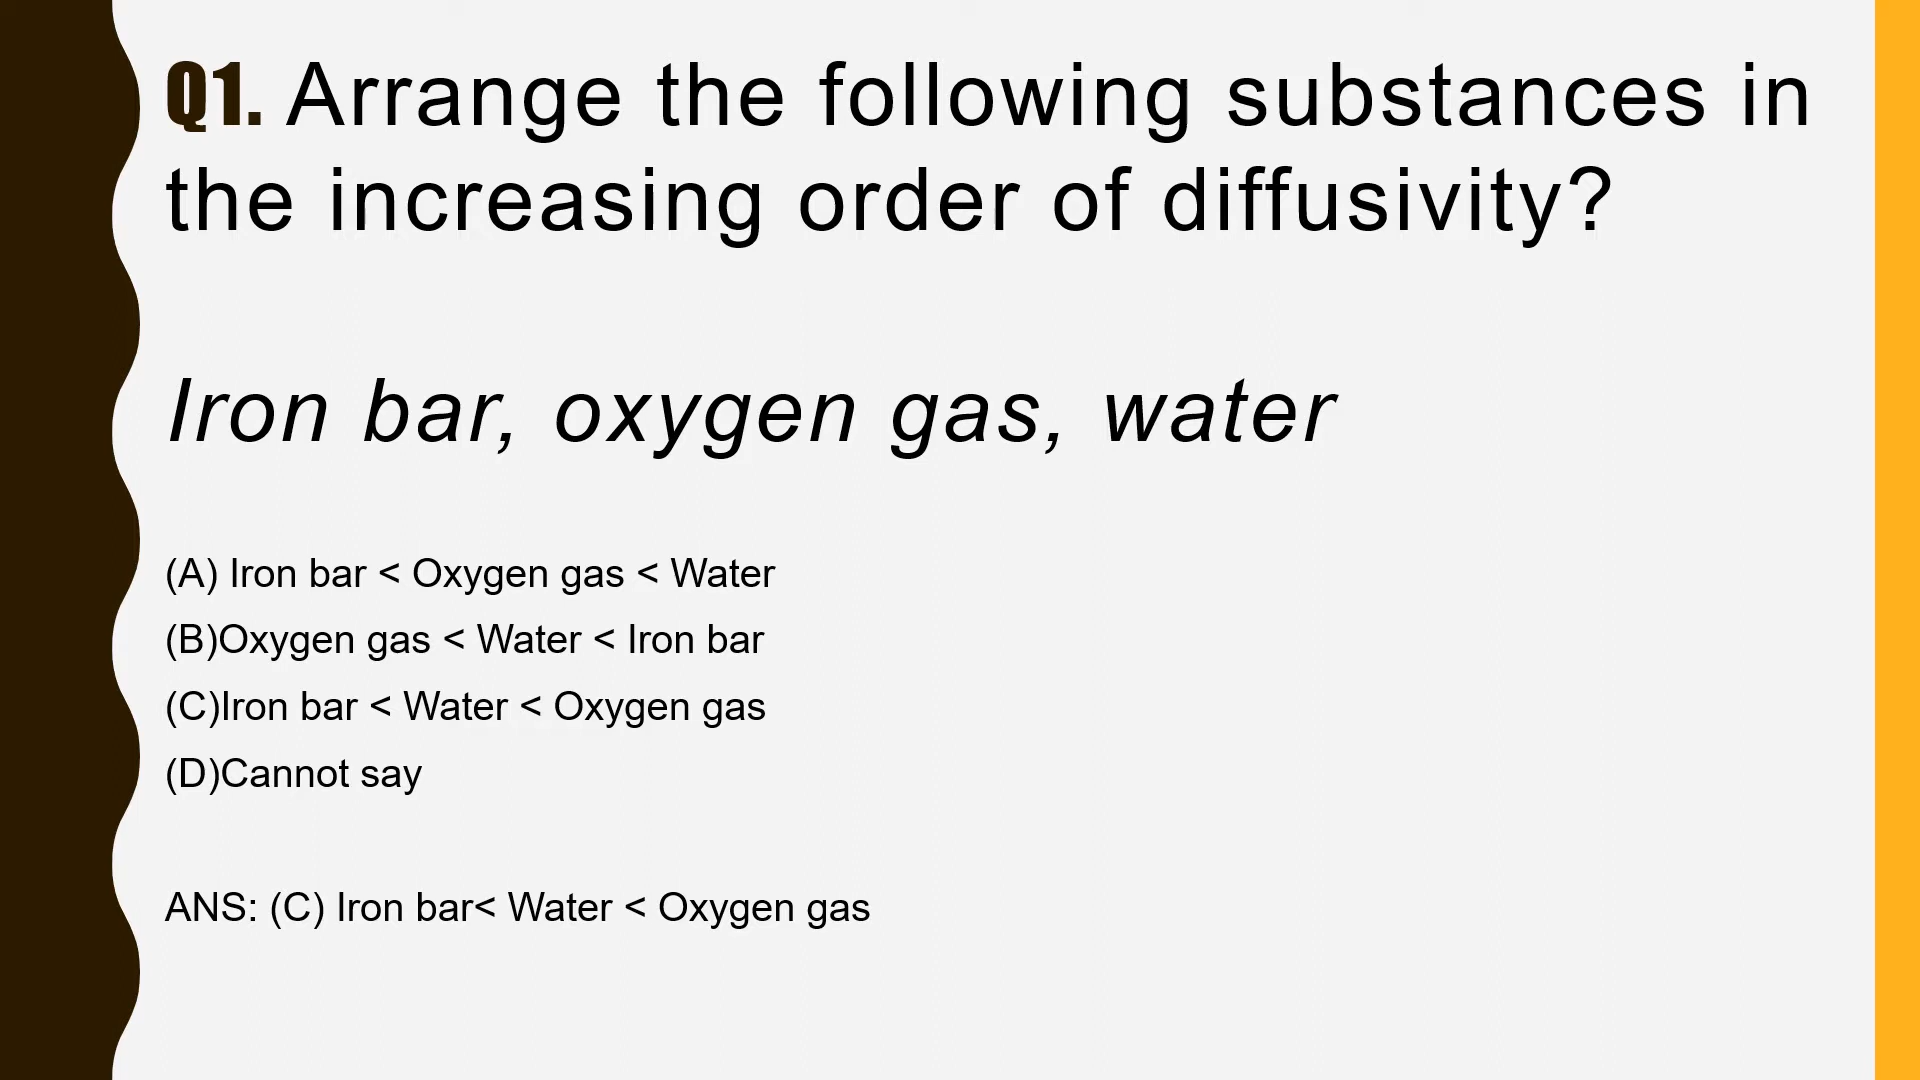 Q1. Arrange the following substances in
the increasing order of diffusivity?
Iron bar, oxygen gas, water
(A) Iron bar < Oxygen gas < Water
(B)Oxygen gas < Water < Iron bar
(C)Iron bar < Water < Oxygen gas
(D)Cannot say
ANS: (C) Iron bar< Water < Oxygen gas